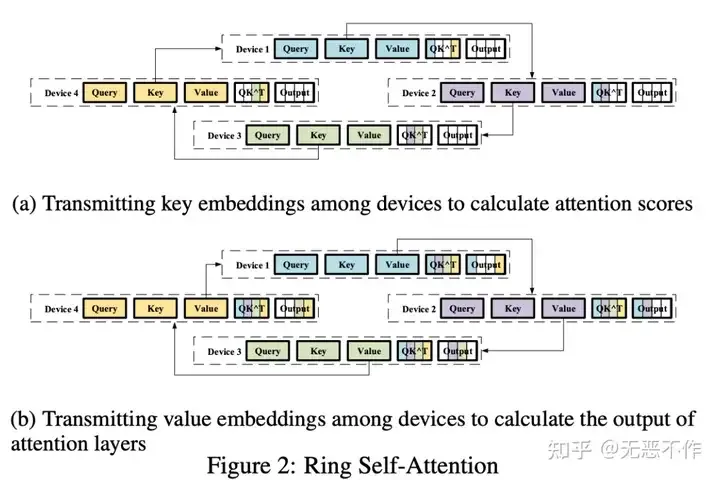 Device 1 Query Key Value QK^T Output
Device 4 Query Key Value QK^T Output
Device 2 Query Key Value QK^T Output
Device 3 Query Key Value QK^T Output
(a) Transmitting key embeddings among devices to calculate attention scores
Device 1 Query Key Value QK^T Output
Device 4 Query Key Value QK^T Output
Device 2 Query Key Value QK^T Output
Device 3 Query Key Value QK^T Output
(b) Transmitting value embeddings among devices to calculate the output of
attention layers
Figure 2: Ring Self-Attention
知乎 @无恶不作